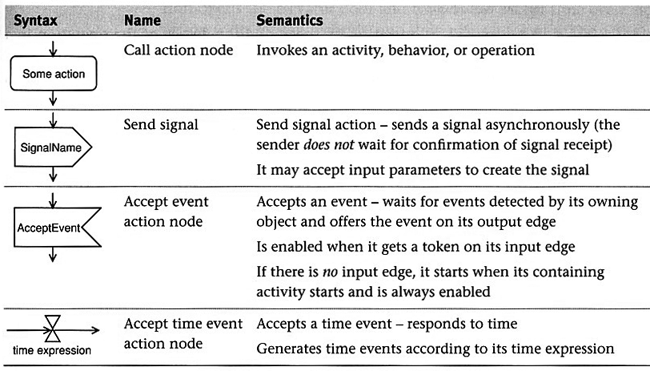 Syntax Name Semantics
Some action
Call action node
Invokes an activity, behavior, or operation
SignalName
Send signal
Send signal action – sends a signal asynchronously (the
sender does not wait for confirmation of signal receipt)
It may accept input parameters to create the signal
AcceptEvent
Accept event
action node
Accepts an event – waits for events detected by its owning
object and offers the event on its output edge
Is enabled when it gets a token on its input edge
If there is no input edge, it starts when its containing
activity starts and is always enabled
time expression
Accept time event
action node
Accepts a time event – responds to time
Generates time events according to its time expression